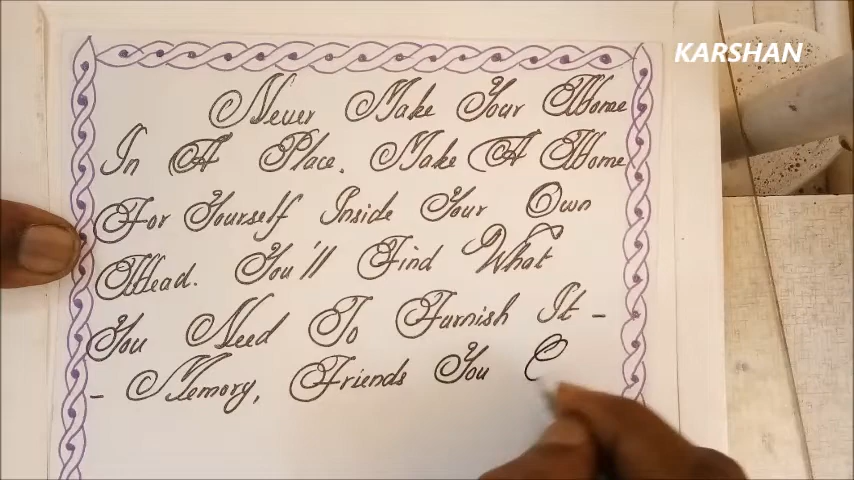 KARSHAN
Never Make Your Home
In A Place. Make A Home
For Yourself Inside Your Own
Head. You'll Find What
You Need To Furnish It -
- Memory, Friends You C